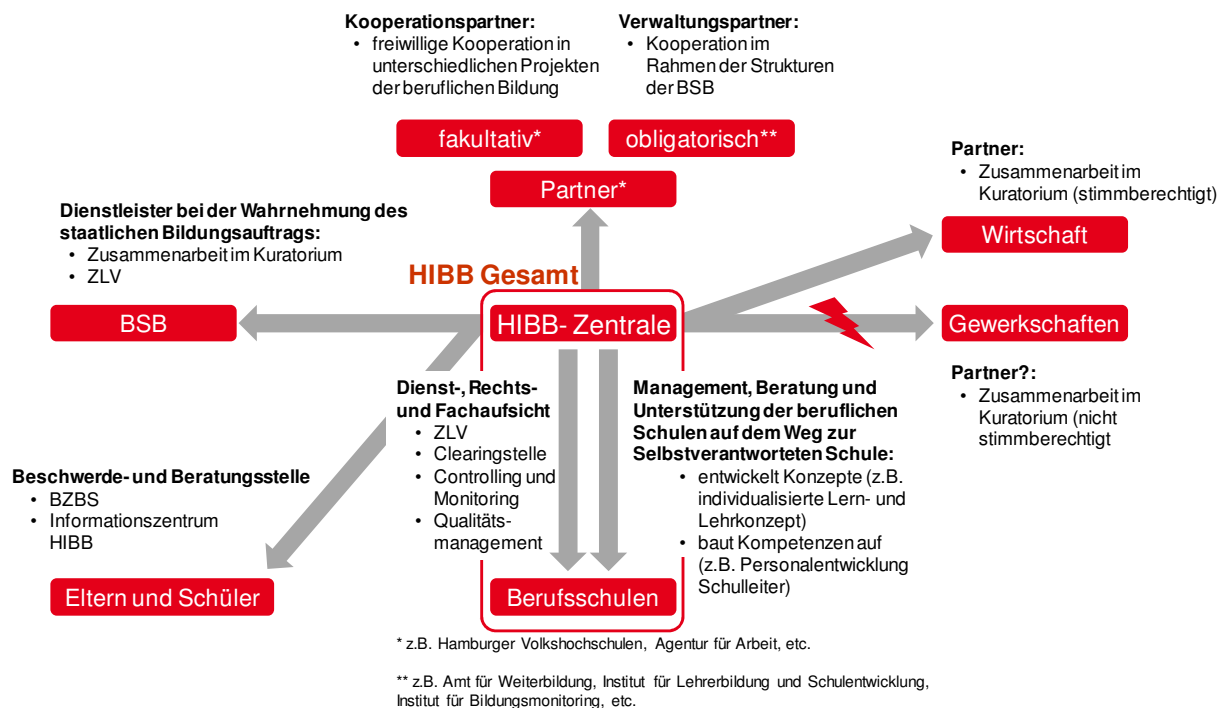 Kooperationspartner:
• freiwillige Kooperation in
unterschiedlichen Projekten
der beruflichen Bildung
Verwaltungspartner:
• Kooperation im
Rahmen der Strukturen
der BSB
fakultativ*
obligatorisch**
Partner*
Partner:
• Zusammenarbeit im
Kuratorium (stimmberechtigt)
Wirtschaft
Dienstleister bei der Wahrnehmung des
staatlichen Bildungsauftrags:
• Zusammenarbeit im Kuratorium
• ZLV
HIBB Gesamt
BSB
HIBB- Zentrale
Gewerkschaften
Partner?:
• Zusammenarbeit im
Kuratorium (nicht
stimmberechtigt
Dienst-, Rechts-
und Fachaufsicht
• ZLV
• Clearingstelle
• Controlling und
Monitoring
• Qualitäts-
management
Management, Beratung und
Unterstützung der beruflichen
Schulen auf dem Weg zur
Selbstverantworteten Schule:
• entwickelt Konzepte (z.B.
individualisierte Lern- und
Lehrkonzept)
• baut Kompetenzen auf
(z.B. Personalentwicklung
Schulleiter)
Beschwerde- und Beratungsstelle
• BZBS
• Informationszentrum
HIBB
Eltern und Schüler
Berufsschulen
* z.B. Hamburger Volkshochschulen, Agentur für Arbeit, etc.
** z.B. Amt für Weiterbildung, Institut für Lehrerbildung und Schulentwicklung,
Institut für Bildungsmonitoring, etc.